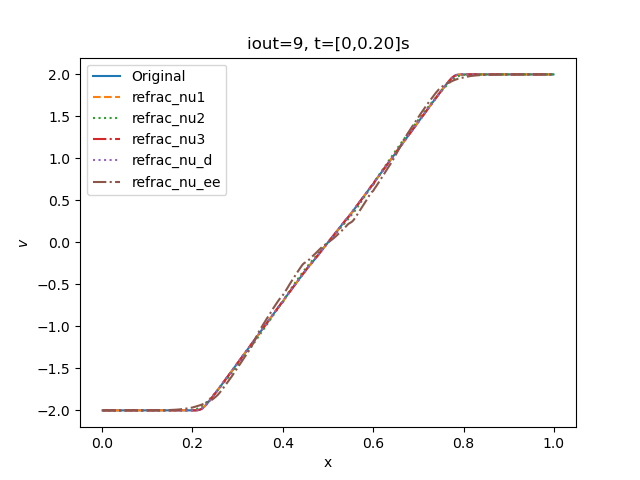 iout=9, t=[0,0.20]s
Original
refrac_nu1
refrac_nu2
refrac_nu3
refrac_nu_d
refrac_nu_ee
2.0
1.5
1.0
0.5
0.0
−0.5
−1.0
−1.5
−2.0
v
0.0 0.2 0.4 0.6 0.8 1.0
x